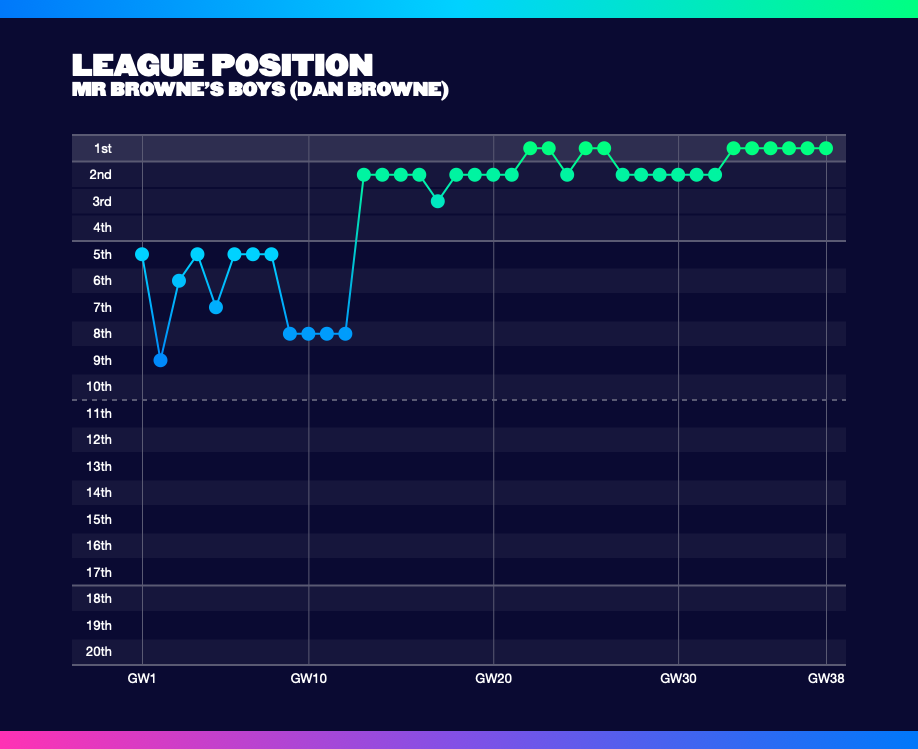 LEAGUE POSITION
MR BROWNE'S BOYS (DAN BROWNE)
1st
2nd
3rd
4th
5th
6th
7th
8th
9th
10th
11th
12th
13th
14th
15th
16th
17th
18th
19th
20th
GW1 GW10 GW20 GW30 GW38